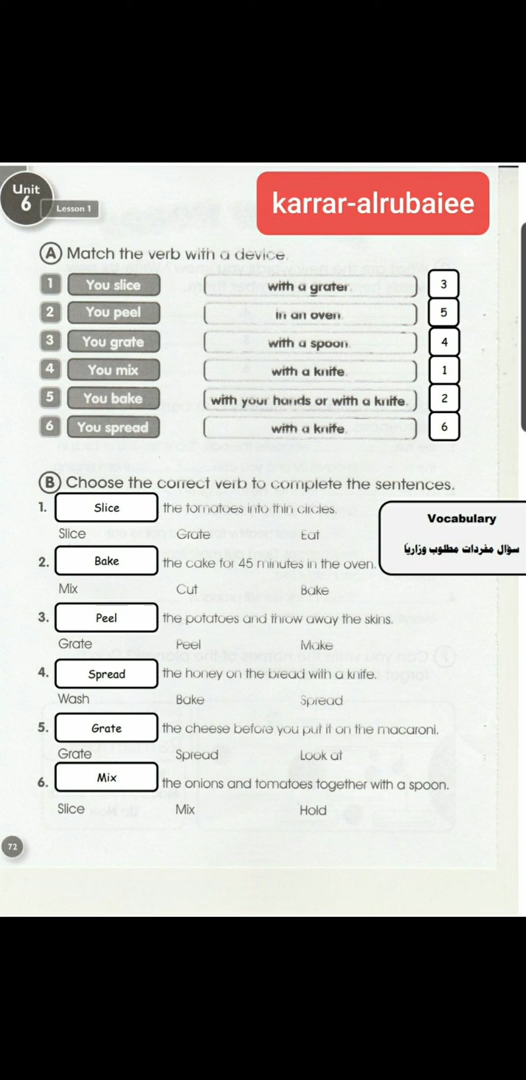 Unit
6
Lesson 1
karrar-alrubaiee
A Match the verb with a device.
1 You slice with a grater. 3
2 You peel in an oven. 5
3 You grate with a spoon. 4
4 You mix with a knife. 1
5 You bake with your hands or with a knife. 2
6 You spread with a knife. 6
B Choose the correct verb to complete the sentences.
1. Slice the tomatoes into thin circles.
Slice Grate Eat
Vocabulary
سؤال مفردات مطلوب وزارياً
2. Bake the cake for 45 minutes in the oven.
Mix Cut Bake
3. Peel the potatoes and throw away the skins.
Grate Peel Make
4. Spread the honey on the bread with a knife.
Wash Bake Spread
5. Grate the cheese before you put it on the macaroni.
Grate Spread Look at
6. Mix the onions and tomatoes together with a spoon.
Slice Mix Hold
72